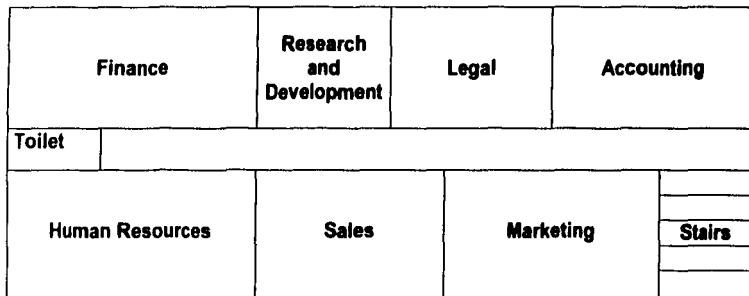 Finance
Research
and
Development
Legal
Accounting
Toilet
Human Resources
Sales
Marketing
Stairs